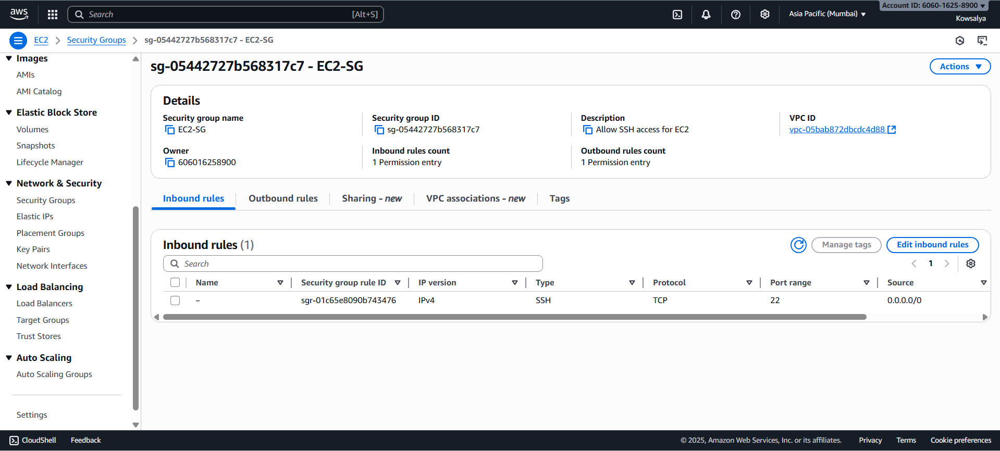 aws
Search
[Alt+S]
Asia Pacific (Mumbai)
Account ID: 6060-1625-8900
Kowsalya
EC2
Security Groups
sg-05442727b568317c7 - EC2-SG
Images
AMIs
AMI Catalog
Elastic Block Store
Volumes
Snapshots
Lifecycle Manager
Network & Security
Security Groups
Elastic IPs
Placement Groups
Key Pairs
Network Interfaces
Load Balancing
Load Balancers
Target Groups
Trust Stores
Auto Scaling
Auto Scaling Groups
Settings
sg-05442727b568317c7 - EC2-SG
Actions
Details
Security group name
EC2-SG
Security group ID
sg-05442727b568317c7
Description
Allow SSH access for EC2
VPC ID
vpc-05bab872dbcdc4d88
Owner
606016258900
Inbound rules count
1 Permission entry
Outbound rules count
1 Permission entry
Inbound rules
Outbound rules
Sharing - new
VPC associations - new
Tags
Inbound rules (1)
Manage tags
Edit inbound rules
Search
1
Name Security group rule ID IP version Type Protocol Port range Source
– sgr-01c65e8090b743476 IPv4 SSH TCP 22 0.0.0.0/0
CloudShell
Feedback
© 2025, Amazon Web Services, Inc. or its affiliates.
Privacy
Terms
Cookie preferences